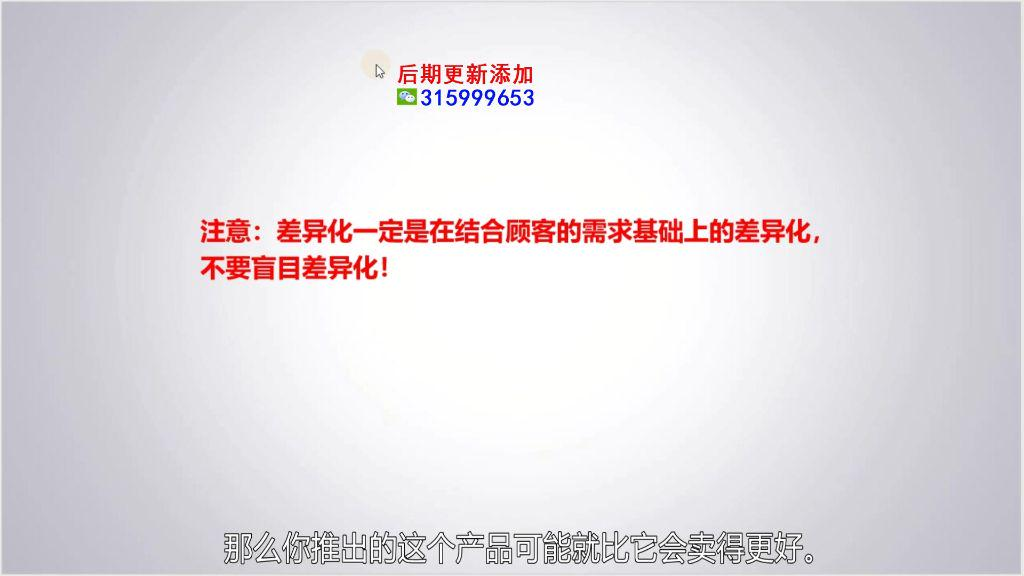 后期更新添加
315999653
注意：差异化一定是在结合顾客的需求基础上的差异化，
不要盲目差异化！
那么你推出的这个产品可能就比它会卖得更好。